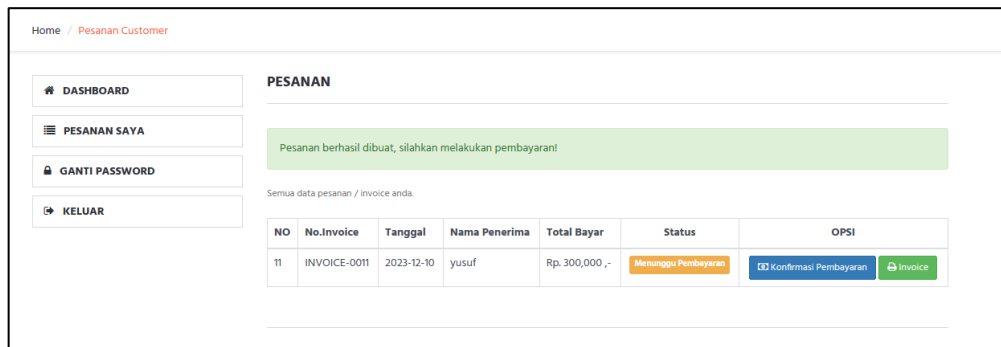 Home / Pesanan Customer
DASHBOARD
PESANAN SAYA
GANTI PASSWORD
KELUAR
PESANAN
Pesanan berhasil dibuat, silahkan melakukan pembayaran!
Semua data pesanan / invoice anda.
NO No.Invoice Tanggal Nama Penerima Total Bayar Status OPSI
11 INVOICE-0011 2023-12-10 yusuf Rp. 300,000 ,- Menunggu Pembayaran Konfirmasi Pembayaran Invoice